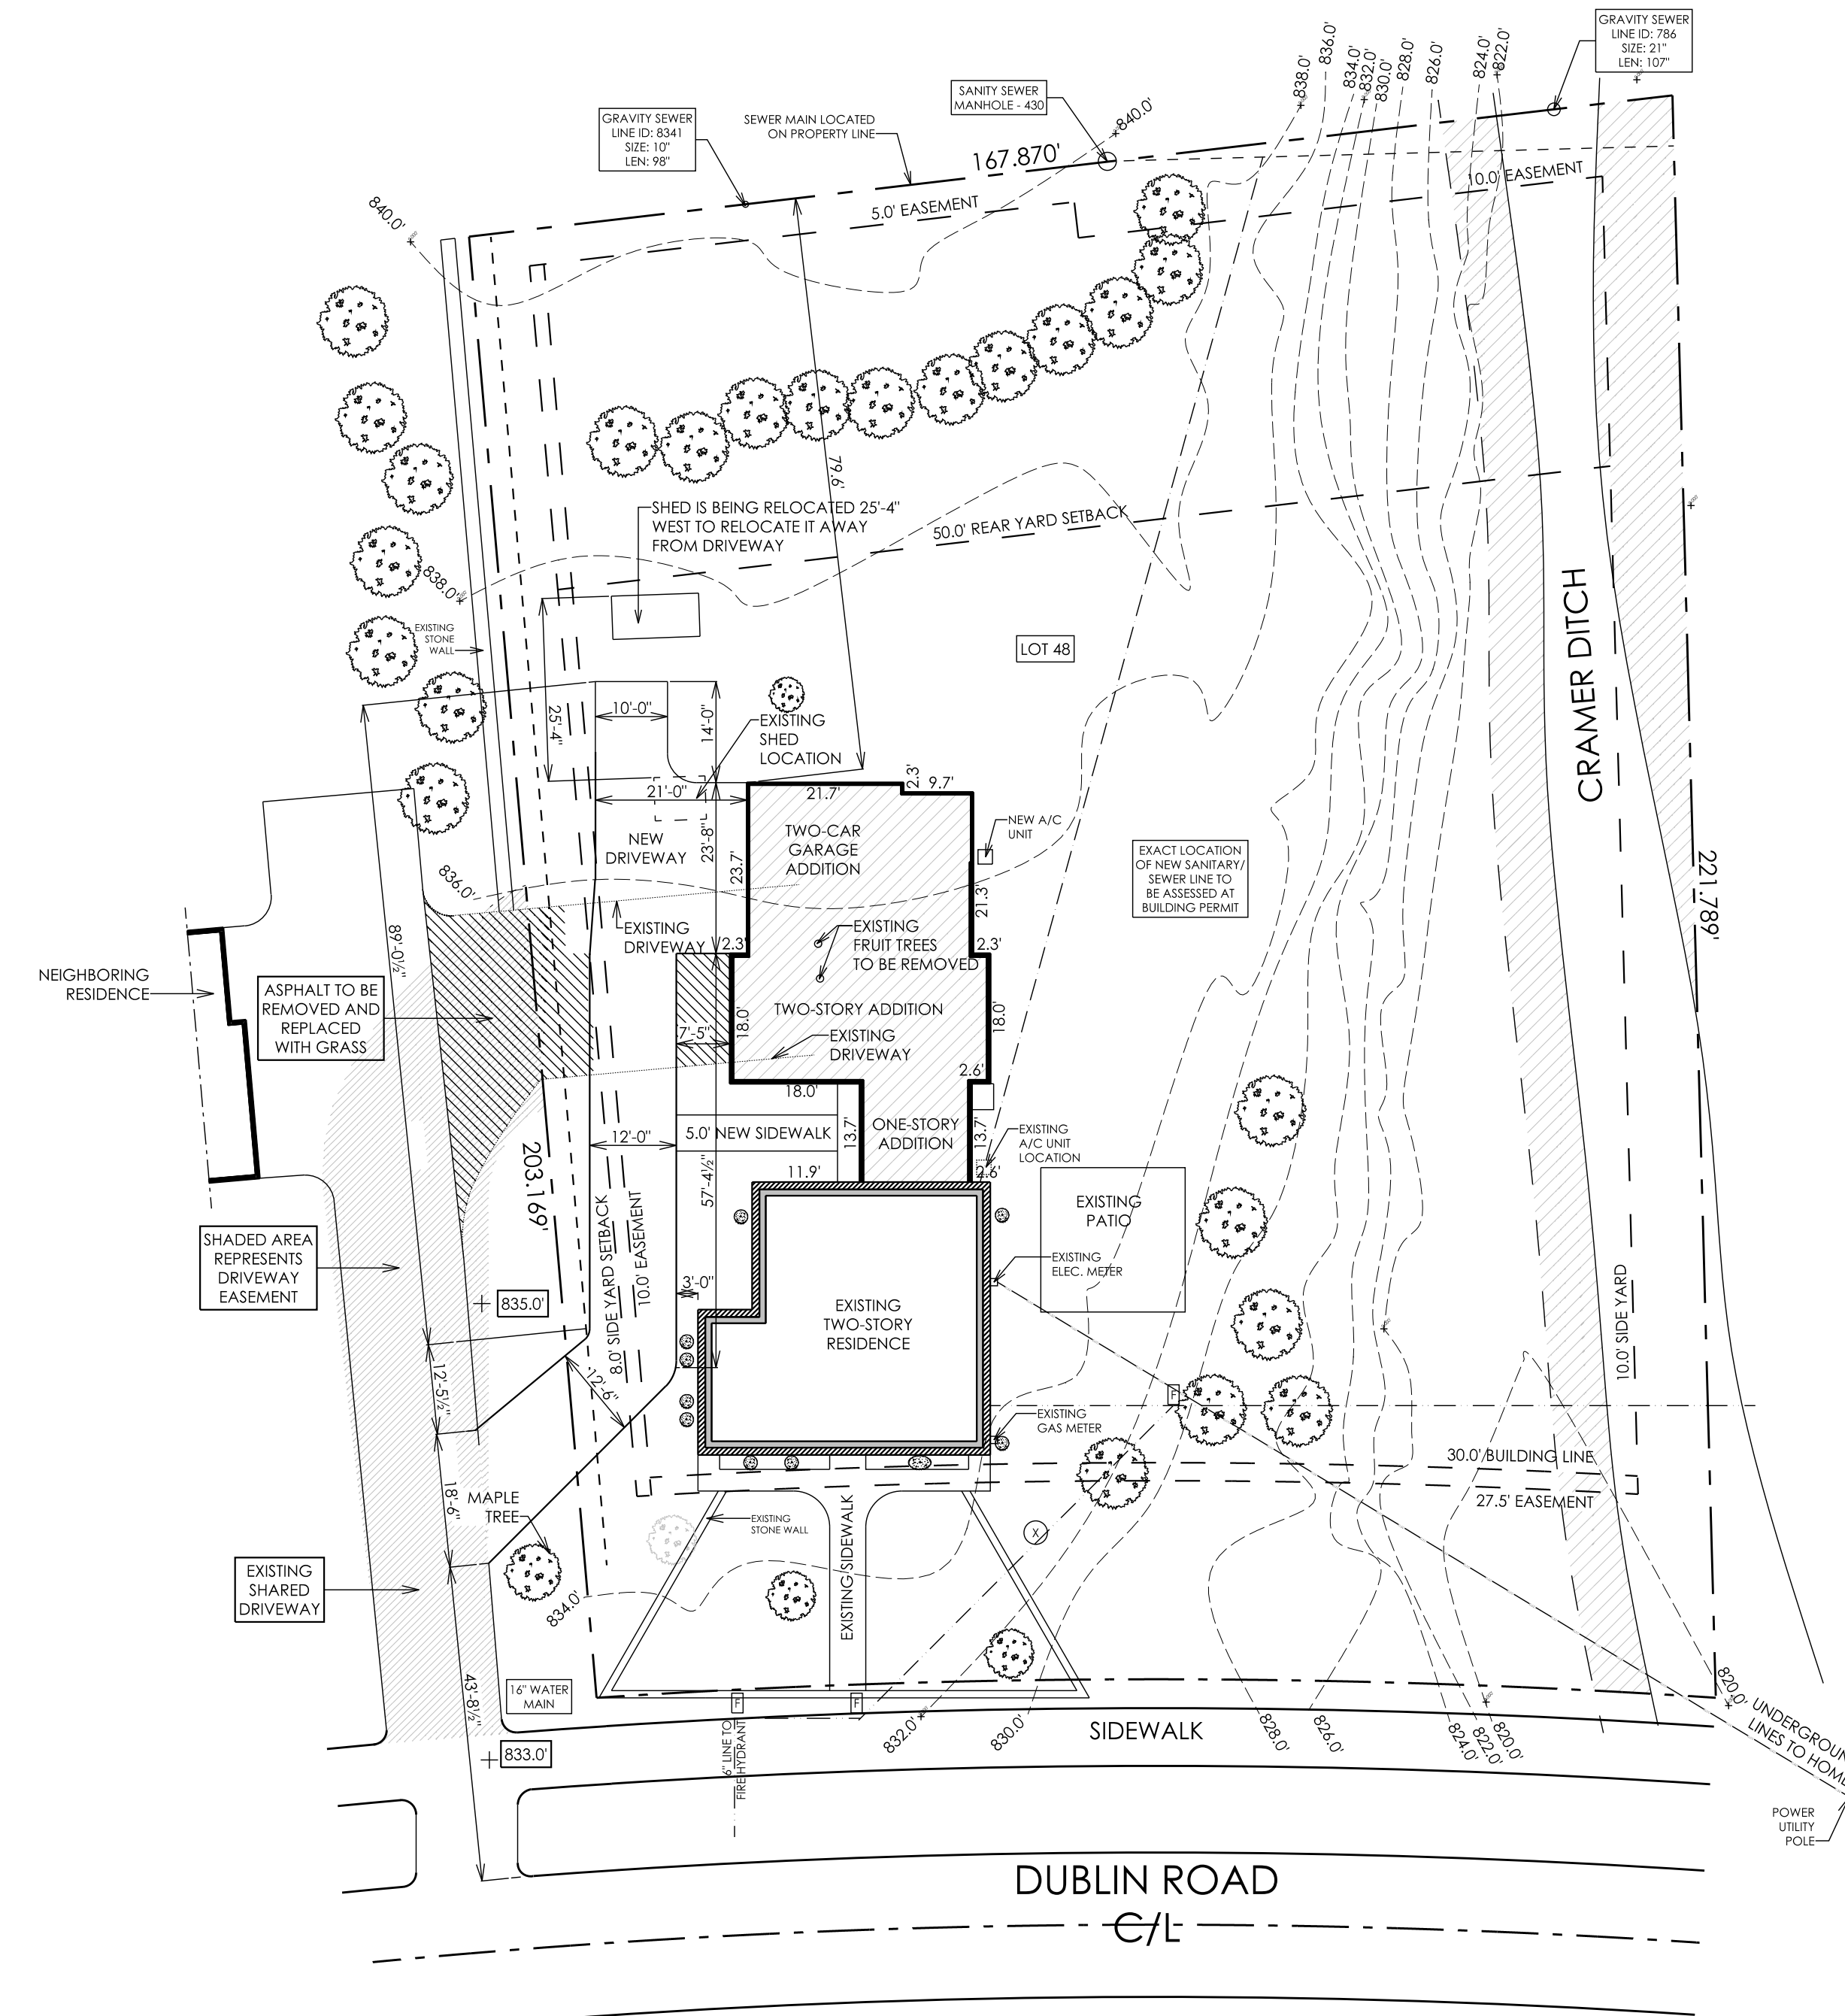 GRAVITY SEWER
LINE ID: 786
SIZE: 21"
LEN: 107"
838.0'
836.0'
834.0'
832.0'
830.0'
828.0'
826.0'
824.0'
822.0'
SANITY SEWER
MANHOLE - 430
840.0'
GRAVITY SEWER
LINE ID: 8341
SIZE: 10"
LEN: 98"
SEWER MAIN LOCATED
ON PROPERTY LINE
167.870'
10.0' EASEMENT
5.0' EASEMENT
840.0'
79.6'
SHED IS BEING RELOCATED 25'-4"
WEST TO RELOCATE IT AWAY
FROM DRIVEWAY
50.0' REAR YARD SETBACK
838.0'
EXISTING
STONE
WALL
LOT 48
CRAMER DITCH
25'-4"
10'-0"
14'-0"
EXISTING
SHED
LOCATION
2.3'
9.7'
21'-0"
21.7'
NEW
DRIVEWAY
23'-8"
23.7'
TWO-CAR
GARAGE
ADDITION
NEW A/C
UNIT
EXACT LOCATION
OF NEW SANITARY/
SEWER LINE TO
BE ASSESSED AT
BUILDING PERMIT
221.789'
836.0'
21.3'
89'-0½"
EXISTING
DRIVEWAY
2.3'
EXISTING
FRUIT TREES
TO BE REMOVED
2.3'
NEIGHBORING
RESIDENCE
ASPHALT TO BE
REMOVED AND
REPLACED
WITH GRASS
TWO-STORY ADDITION
18.0'
18.0'
7'-5"
EXISTING
DRIVEWAY
2.6'
18.0'
203.169'
12'-0"
5.0' NEW SIDEWALK
13.7'
ONE-STORY
ADDITION
13.7'
EXISTING
A/C UNIT
LOCATION
11.9'
2.6'
57'-4½"
EXISTING
PATIO
SHADED AREA
REPRESENTS
DRIVEWAY
EASEMENT
8.0' SIDE YARD SETBACK
10.0' EASEMENT
3'-0"
EXISTING
ELEC. METER
835.0'
EXISTING
TWO-STORY
RESIDENCE
10.0' SIDE YARD
12'-5½"
12'-6"
F
EXISTING
GAS METER
30.0' BUILDING LINE
27.5' EASEMENT
18'-6"
MAPLE
TREE
EXISTING
STONE WALL
X
EXISTING SIDEWALK
EXISTING
SHARED
DRIVEWAY
834.0'
43'-8½"
16" WATER
MAIN
F
F
833.0'
6" LINE TO
FIRE HYDRANT
832.0'
830.0'
SIDEWALK
828.0'
826.0'
824.0'
822.0'
820.0'
820.0'
LINES TO HOME
POWER
UTILITY
POLE
DUBLIN ROAD
C/L